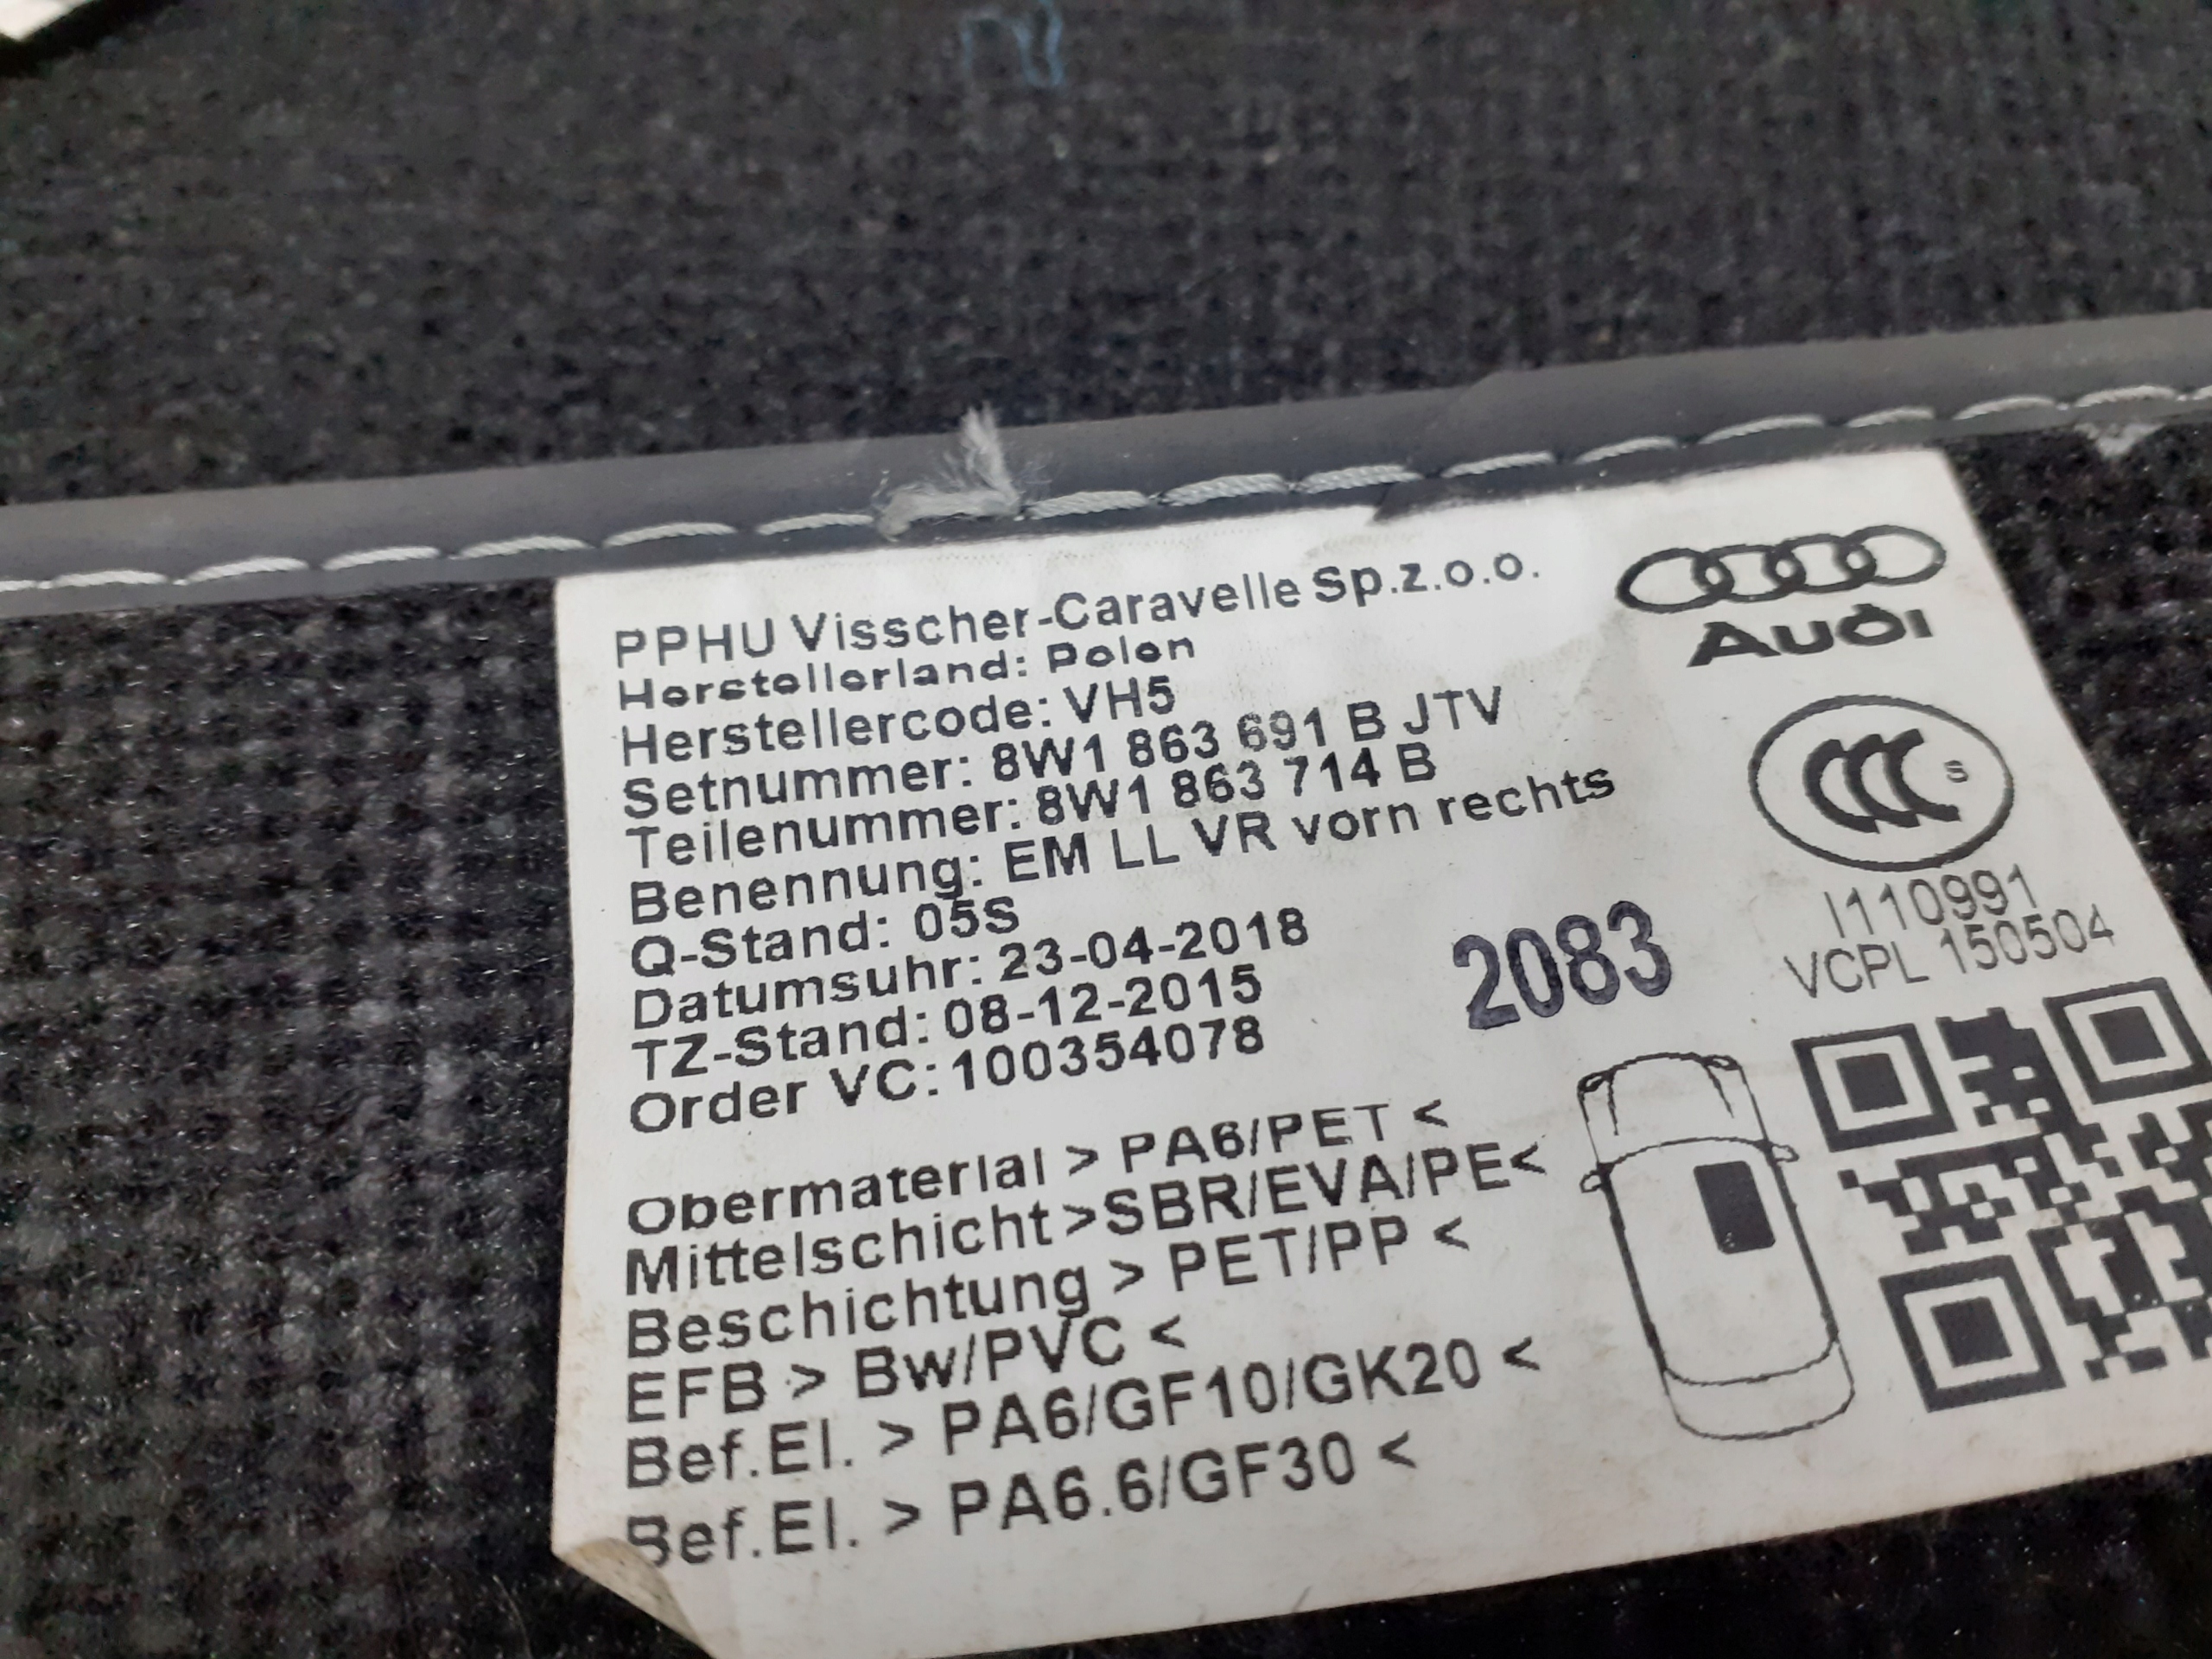 PPHU Visscher-Caravelle Sp.z.o.o.
Herstellerland: Polen
Herstellercode: VH5
Setnummer: 8W1 863 691 B JTV
Teilenummer: 8W1 863 714 B
Benennung: EM LL VR vorn rechts
Q-Stand: 05S
Datumsuhr: 23-04-2018
TZ-Stand: 08-12-2015
Order VC: 100354078
Obermaterial > PA6/PET <
Mittelschicht >SBR/EVA/PE<
Beschichtung > PET/PP <
EFB > Bw/PVC <
Bef.El. > PA6/GF10/GK20 <
Bef.El. > PA6.6/GF30 <
2083
Audi
CCC S
I110991
VCPL 150504